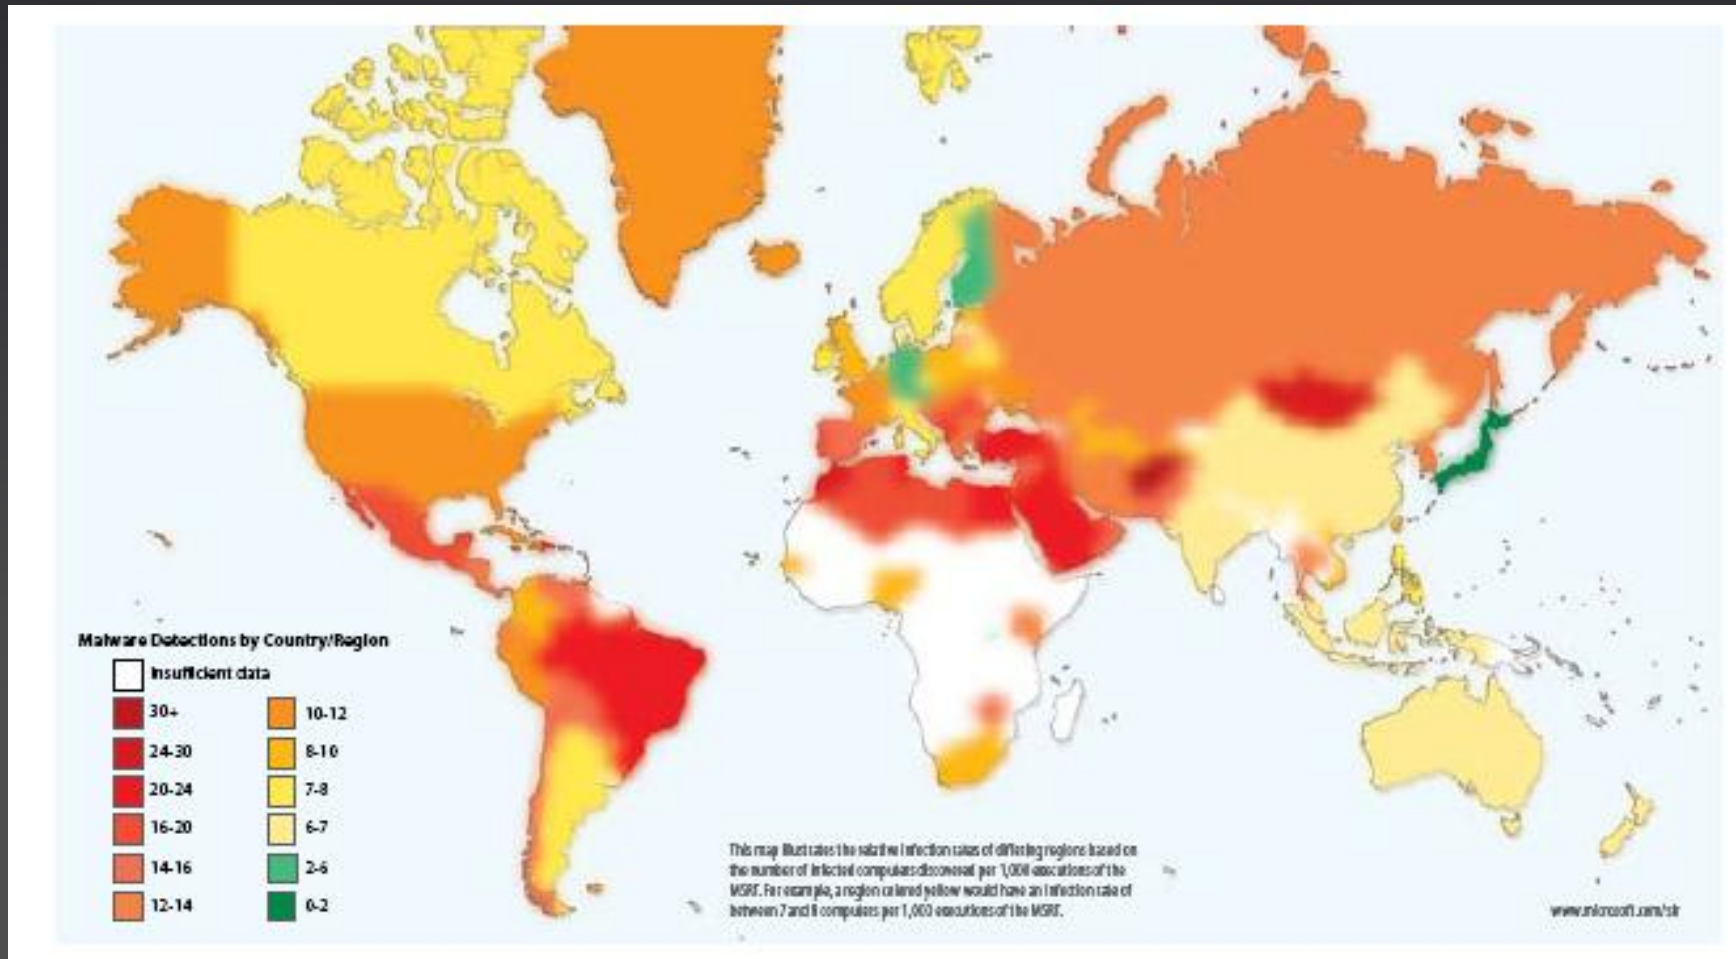 Malware Detections by Country/Region
Insufficient data
30+
24-30
20-24
16-20
14-16
12-14
10-12
8-10
7-8
6-7
2-6
0-2
This map illustrates the relative infection rates of differing regions based on
the number of infected computers discovered per 1,000 executions of the
MSRT. For example, a region colored yellow would have an infection rate of
between 7 and 8 computers per 1,000 executions of the MSRT.
www.microsoft.com/sir